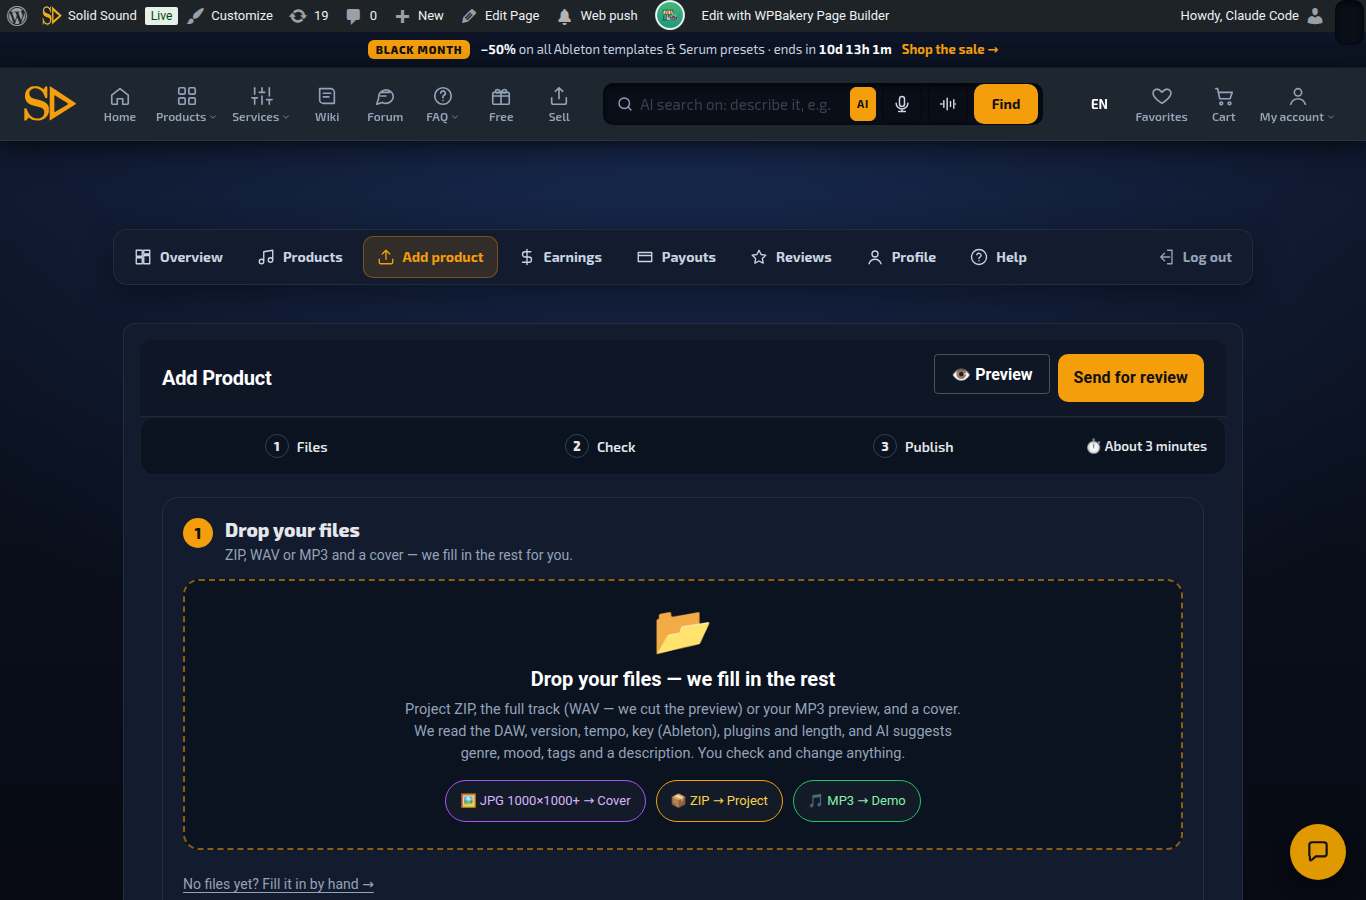 Solid Sound Live Customize 19 0 New Edit Page Web push Edit with WPBakery Page Builder Howdy, Claude Code
BLACK MONTH −50% on all Ableton templates & Serum presets · ends in 10d 13h 1m Shop the sale →
Home Products Services Wiki Forum FAQ Free Sell AI search on: describe it, e.g. AI Find EN Favorites Cart My account
Overview Products Add product Earnings Payouts Reviews Profile Help Log out
Add Product Preview Send for review
1 Files 2 Check 3 Publish About 3 minutes
1 Drop your files
ZIP, WAV or MP3 and a cover — we fill in the rest for you.
Drop your files — we fill in the rest
Project ZIP, the full track (WAV — we cut the preview) or your MP3 preview, and a cover.
We read the DAW, version, tempo, key (Ableton), plugins and length, and AI suggests
genre, mood, tags and a description. You check and change anything.
JPG 1000×1000+ → Cover ZIP → Project MP3 → Demo
No files yet? Fill it in by hand →